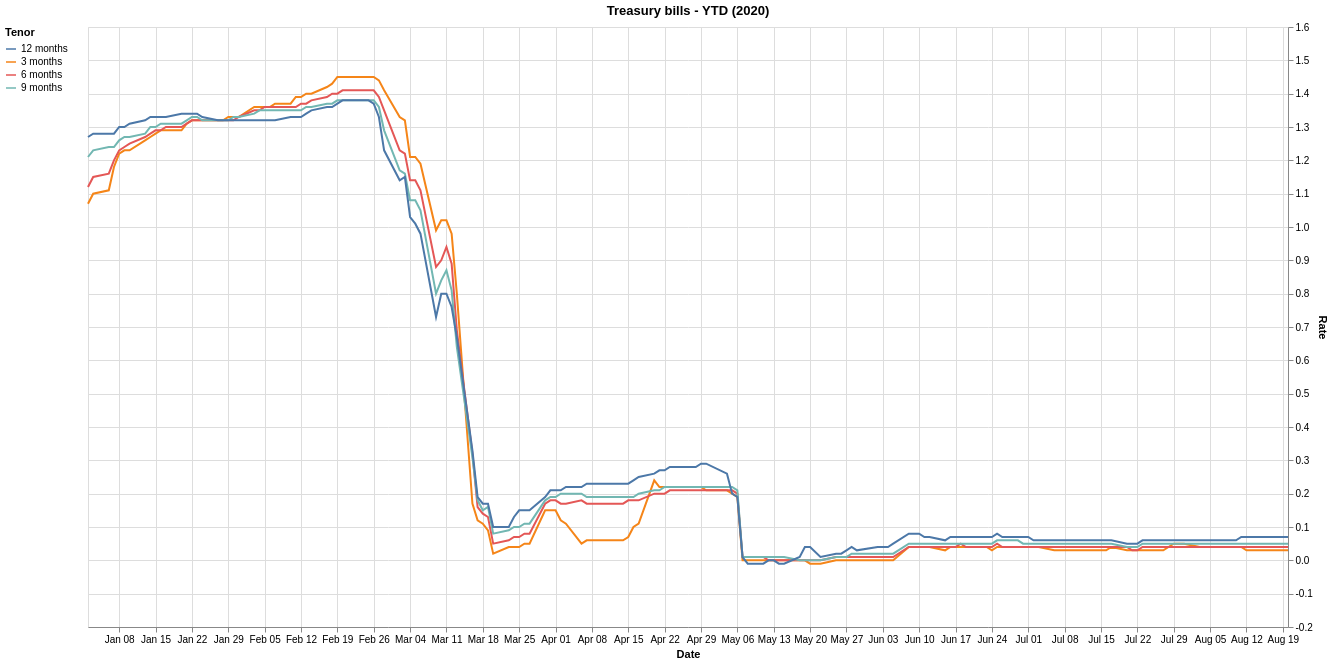 Treasury bills - YTD (2020)
Tenor
12 months
3 months
6 months
9 months
1.6
1.5
1.4
1.3
1.2
1.1
1.0
0.9
0.8
0.7
0.6
0.5
0.4
0.3
0.2
0.1
0.0
-0.1
-0.2
Rate
Jan 08 Jan 15 Jan 22 Jan 29 Feb 05 Feb 12 Feb 19 Feb 26 Mar 04 Mar 11 Mar 18 Mar 25 Apr 01 Apr 08 Apr 15 Apr 22 Apr 29 May 06 May 13 May 20 May 27 Jun 03 Jun 10 Jun 17 Jun 24 Jul 01 Jul 08 Jul 15 Jul 22 Jul 29 Aug 05 Aug 12 Aug 19
Date